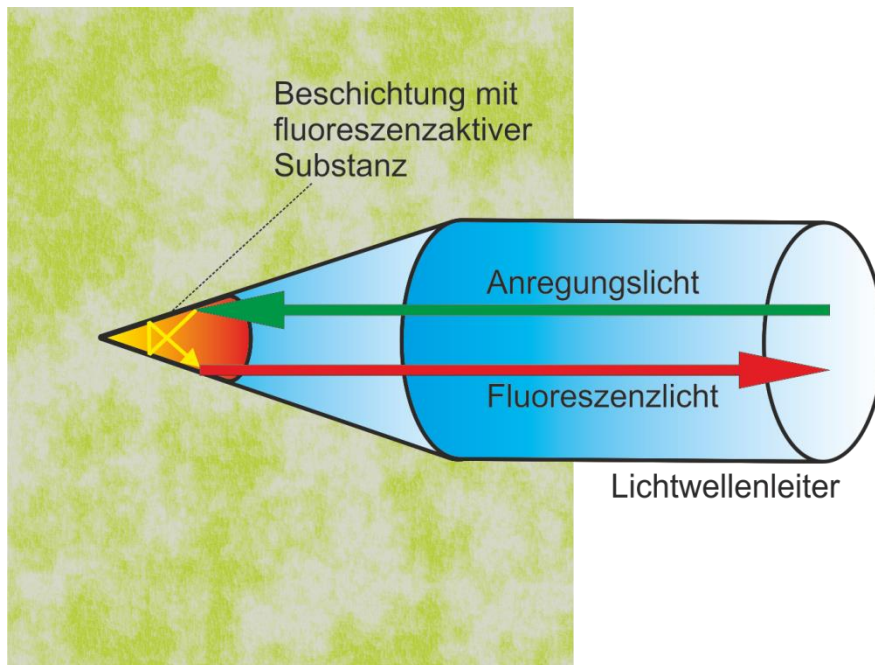 Beschichtung mit
fluoreszenzaktiver
Substanz
Anregungslicht
Fluoreszenzlicht
Lichtwellenleiter